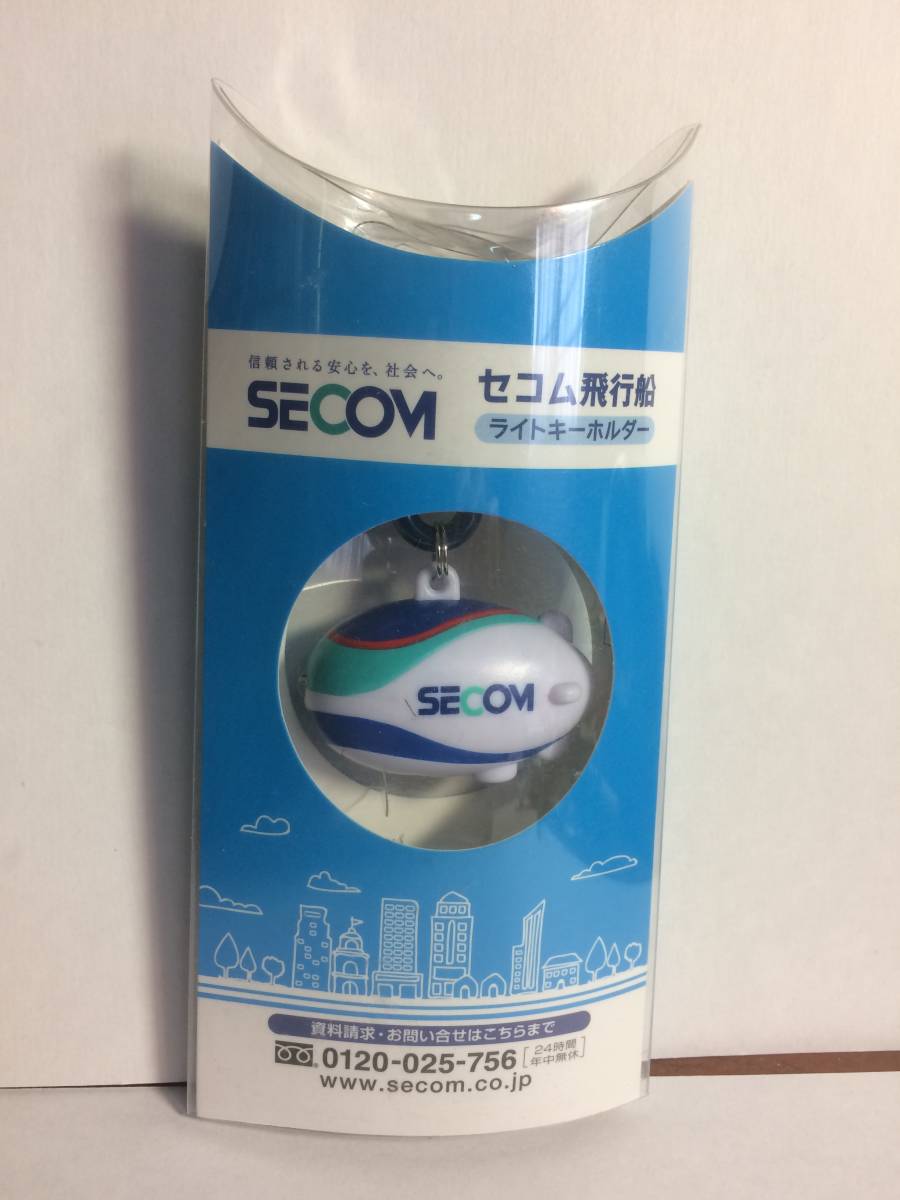 信頼される安心を、社会へ。
SECOM
セコム飛行船
ライトキーホルダー
SECOM
資料請求・お問い合せはこちらまで
0120-025-756 [24時間 年中無休]
www.secom.co.jp